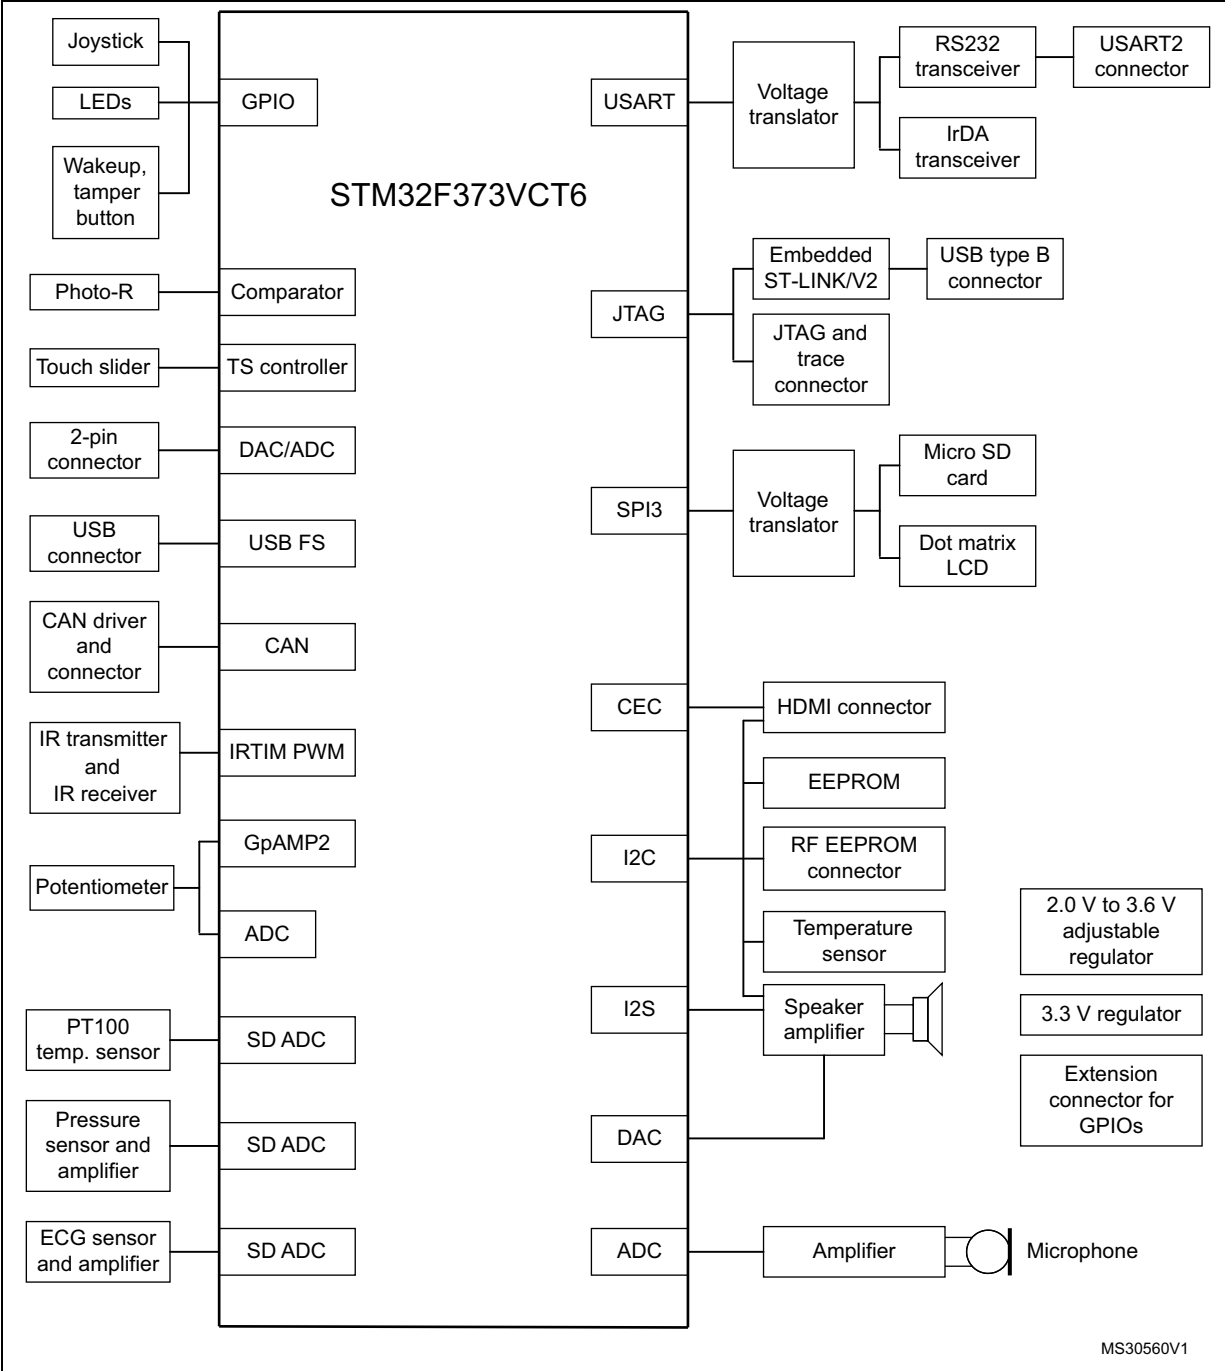 Joystick
LEDs
Wakeup,
tamper
button
GPIO
STM32F373VCT6
Photo-R
Comparator
Touch slider
TS controller
2-pin
connector
DAC/ADC
USB
connector
USB FS
CAN driver
and
connector
CAN
IR transmitter
and
IR receiver
IRTIM PWM
Potentiometer
GpAMP2
ADC
PT100
temp. sensor
SD ADC
Pressure
sensor and
amplifier
SD ADC
ECG sensor
and amplifier
SD ADC
USART
Voltage
translator
RS232
transceiver
USART2
connector
IrDA
transceiver
JTAG
Embedded
ST-LINK/V2
USB type B
connector
JTAG and
trace
connector
SPI3
Voltage
translator
Micro SD
card
Dot matrix
LCD
CEC
HDMI connector
EEPROM
I2C
RF EEPROM
connector
Temperature
sensor
I2S
Speaker
amplifier
DAC
ADC
Amplifier
Microphone
2.0 V to 3.6 V
adjustable
regulator
3.3 V regulator
Extension
connector for
GPIOs
MS30560V1